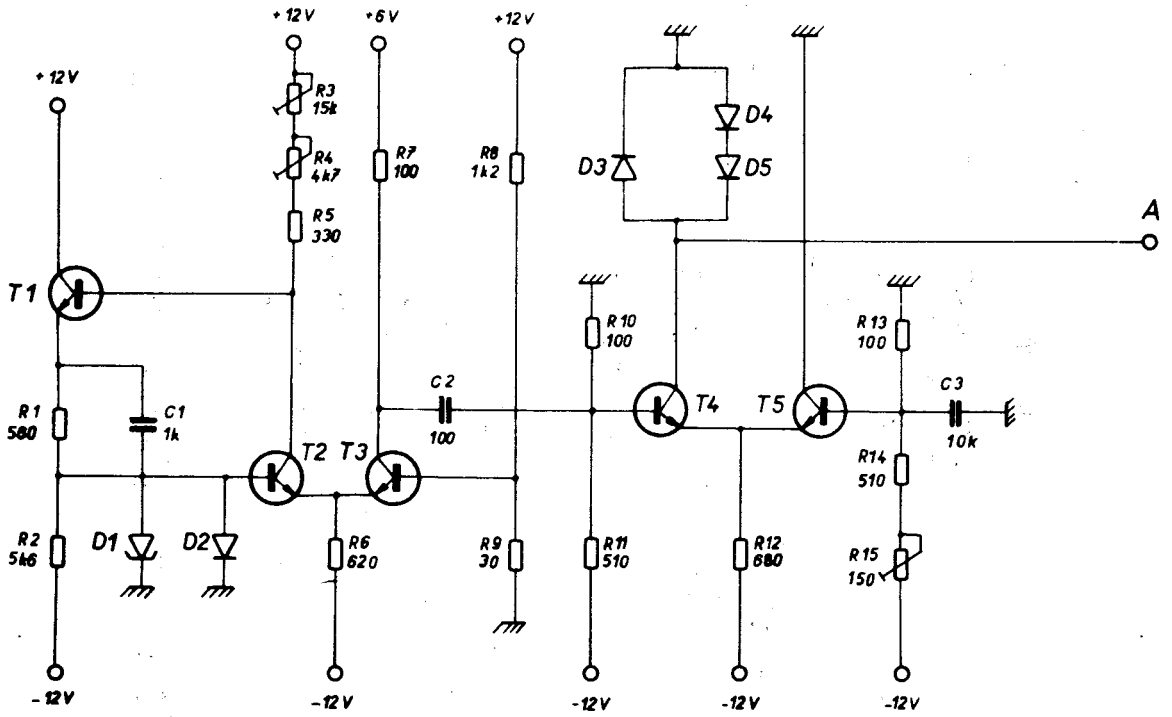 +12V
+6V
+12V
+12V
R3
15k
R4
4k7
R5
330
R7
100
R8
1k2
D3
D4
D5
A
T1
R10
100
R13
100
C2
100
T4
T5
C3
10k
R1
580
C1
1k
T2
T3
R14
510
R2
5k6
D1
D2
R6
620
R9
30
R11
510
R12
680
R15
150
-12V
-12V
-12V
-12V
-12V